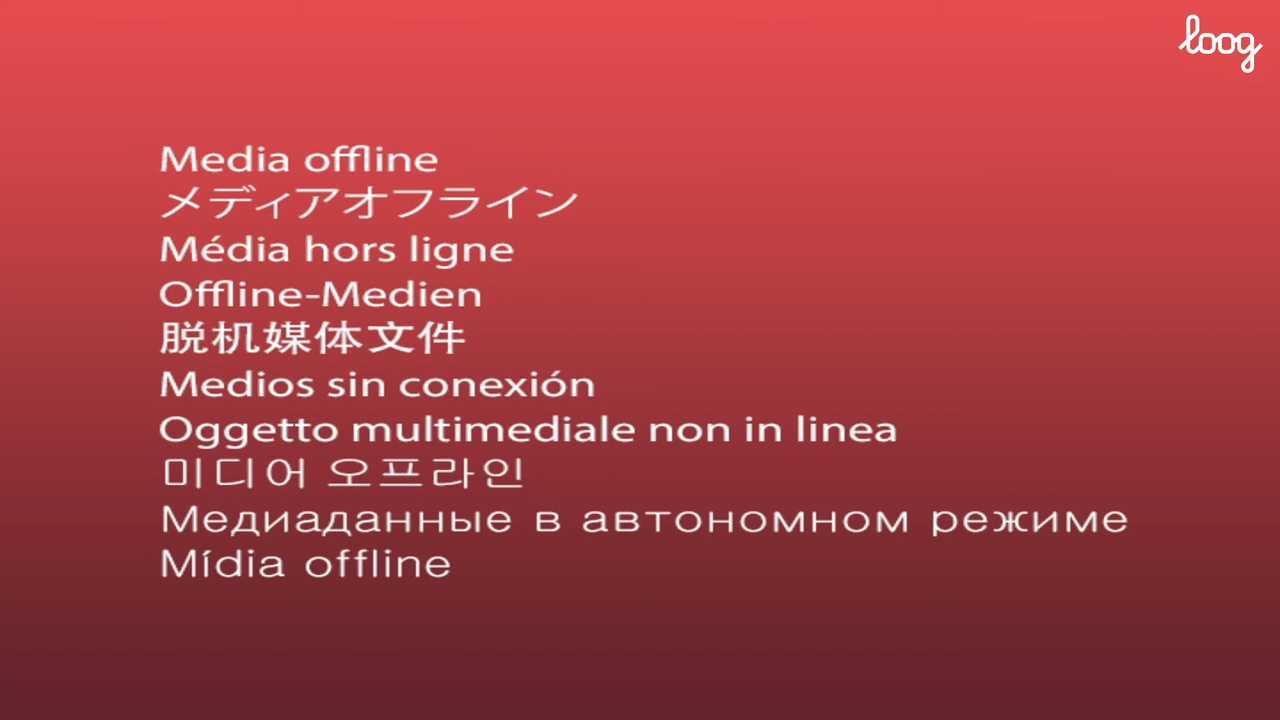 loog
Media offline
メディアオフライン
Média hors ligne
Offline-Medien
脱机媒体文件
Medios sin conexión
Oggetto multimediale non in linea
미디어 오프라인
Медиаданные в автономном режиме
Mídia offline